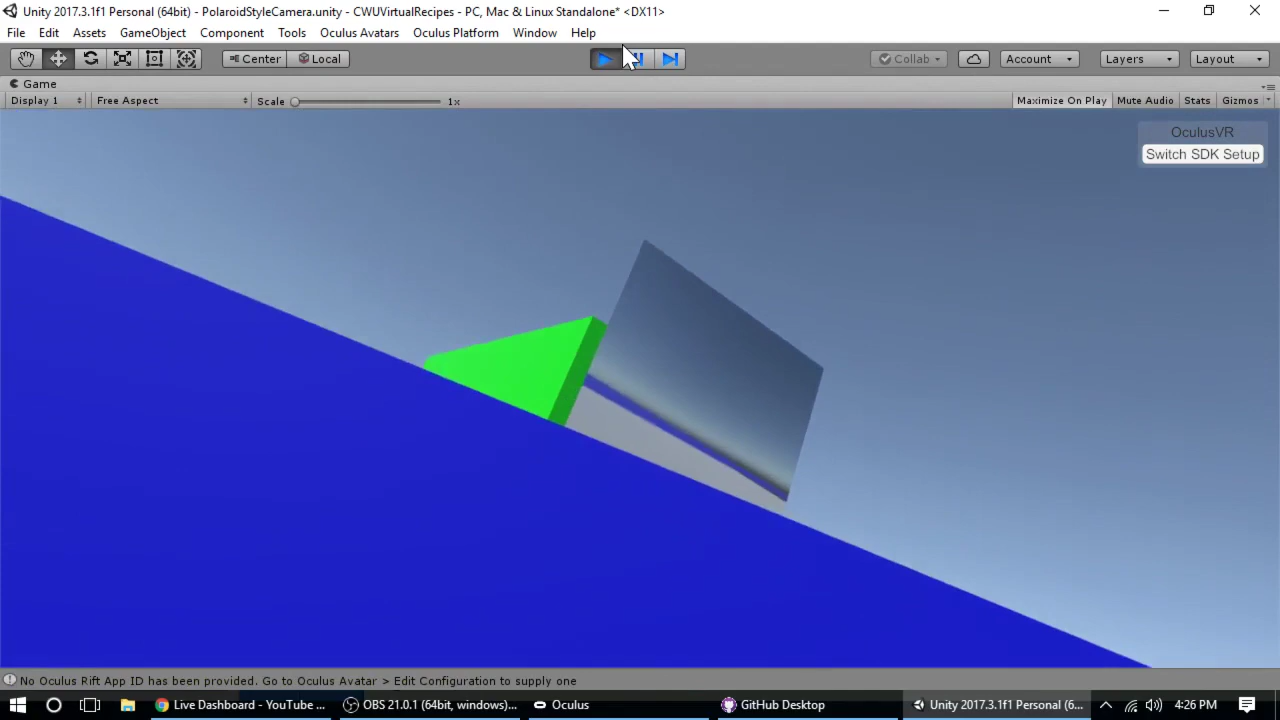 Unity 2017.3.1f1 Personal (64bit) - PolaroidStyleCamera.unity - CWUVirtualRecipes - PC, Mac & Linux Standalone* <DX11>
File Edit Assets GameObject Component Tools Oculus Avatars Oculus Platform Window Help
Center Local Collab Account Layers Layout
Game
Display 1 Free Aspect Scale 1x Maximize On Play Mute Audio Stats Gizmos
OculusVR
Switch SDK Setup
No Oculus Rift App ID has been provided. Go to Oculus Avatar > Edit Configuration to supply one
Live Dashboard - YouTube ... OBS 21.0.1 (64bit, windows)... Oculus GitHub Desktop Unity 2017.3.1f1 Personal (6... 4:26 PM